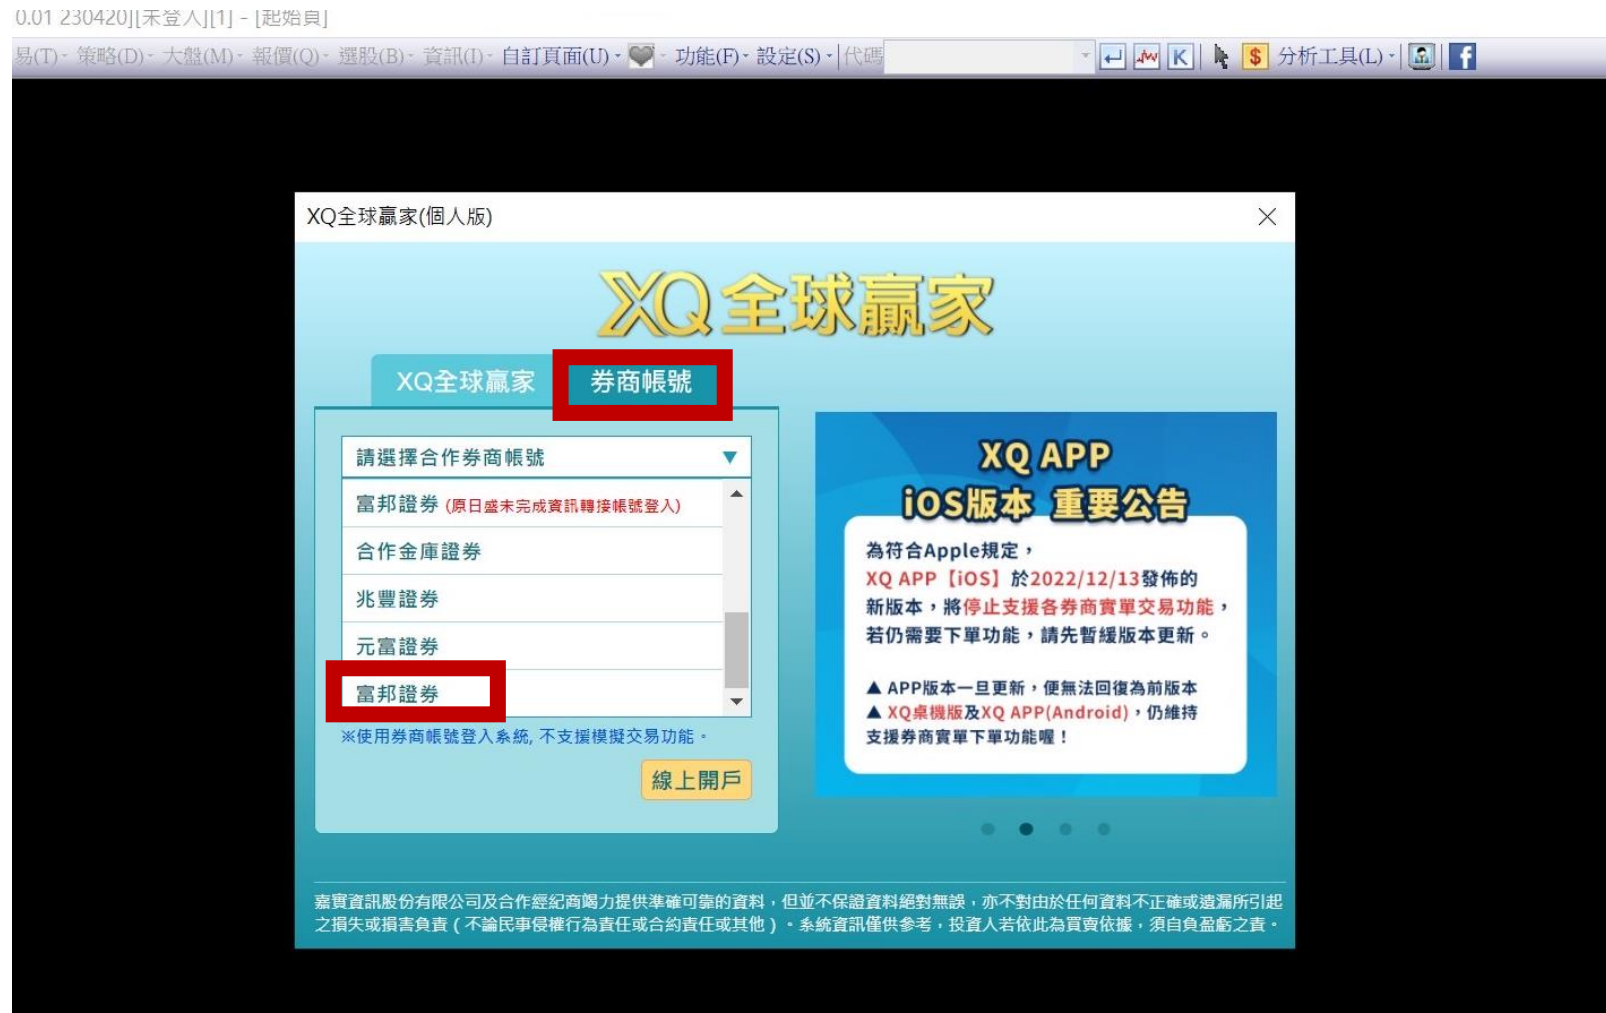 0.01 230420][未登入][1] - [起始頁]
易(T) 策略(D) 大盤(M) 報價(Q) 選股(B) 資訊(I) 自訂頁面(U) 功能(F) 設定(S) 代碼 K $ 分析工具(L) f
XQ全球贏家(個人版)
XQ全球贏家
XQ全球贏家 券商帳號
請選擇合作券商帳號
富邦證券 (原日盛未完成資訊轉接帳號登入)
合作金庫證券
兆豐證券
元富證券
富邦證券
※使用券商帳號登入系統, 不支援模擬交易功能。
線上開戶
XQ APP
iOS版本 重要公告
為符合Apple規定，
XQ APP【iOS】於2022/12/13發佈的
新版本，將停止支援各券商實單交易功能，
若仍需要下單功能，請先暫緩版本更新。
▲ APP版本一旦更新，便無法回復為前版本
▲ XQ桌機版及XQ APP(Android)，仍維持
支援券商實單下單功能喔！
嘉實資訊股份有限公司及合作經紀商竭力提供準確可靠的資料，但並不保證資料絕對無誤，亦不對由於任何資料不正確或遺漏所引起
之損失或損害負責（不論民事侵權行為責任或合約責任或其他）。系統資訊僅供參考，投資人若依此為買賣依據，須自負盈虧之責。